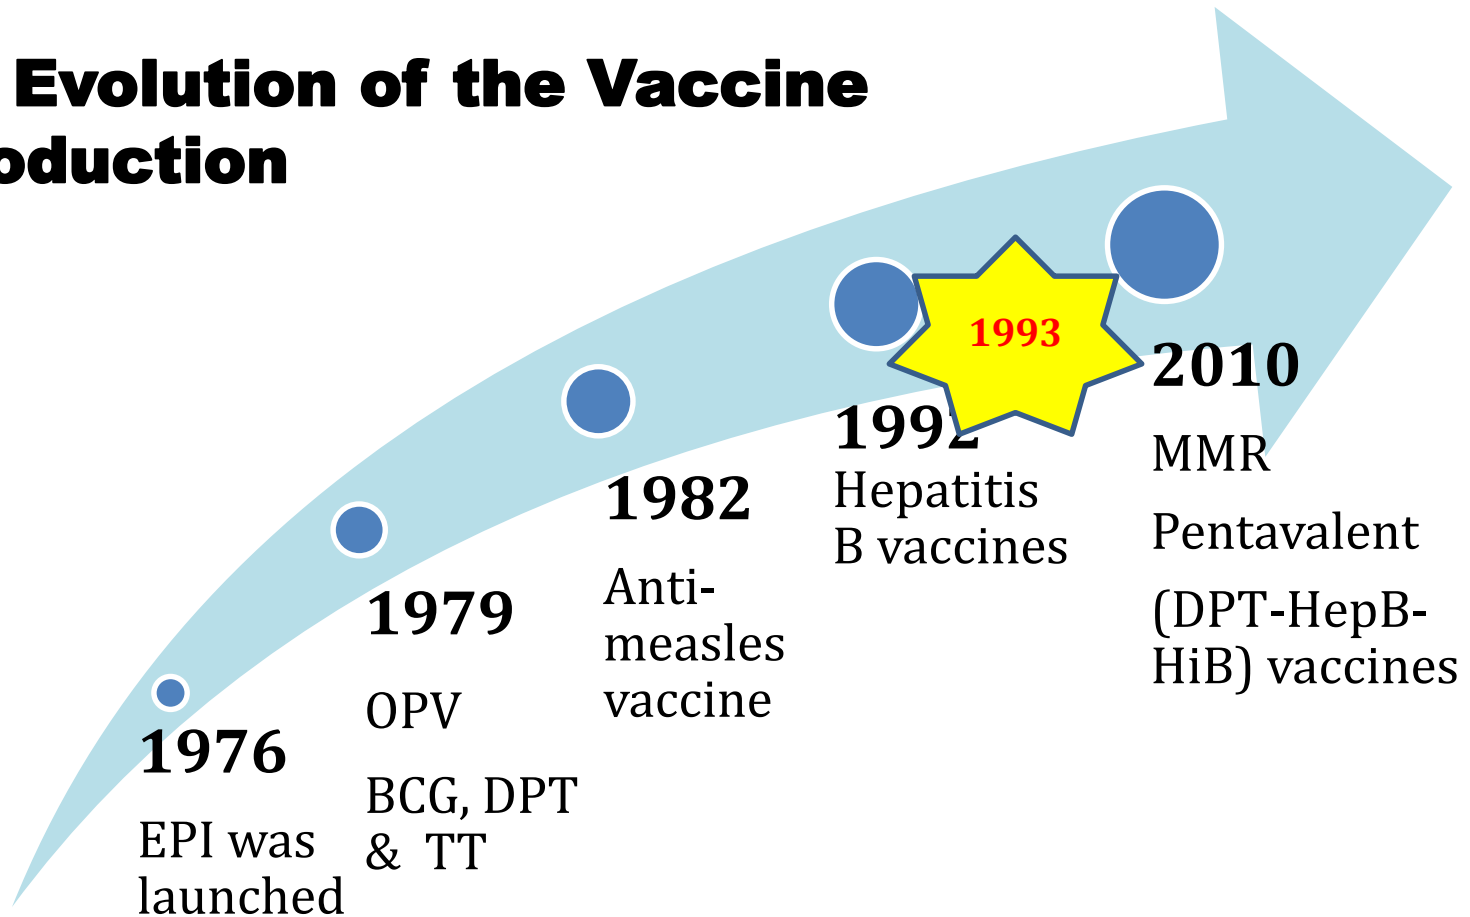 Evolution of the Vaccine
oduction
1976
EPI was
launched
1979
OPV
BCG, DPT
& TT
1982
Anti-
measles
vaccine
1992
Hepatitis
B vaccines
1993
2010
MMR
Pentavalent
(DPT-HepB-
HiB) vaccines